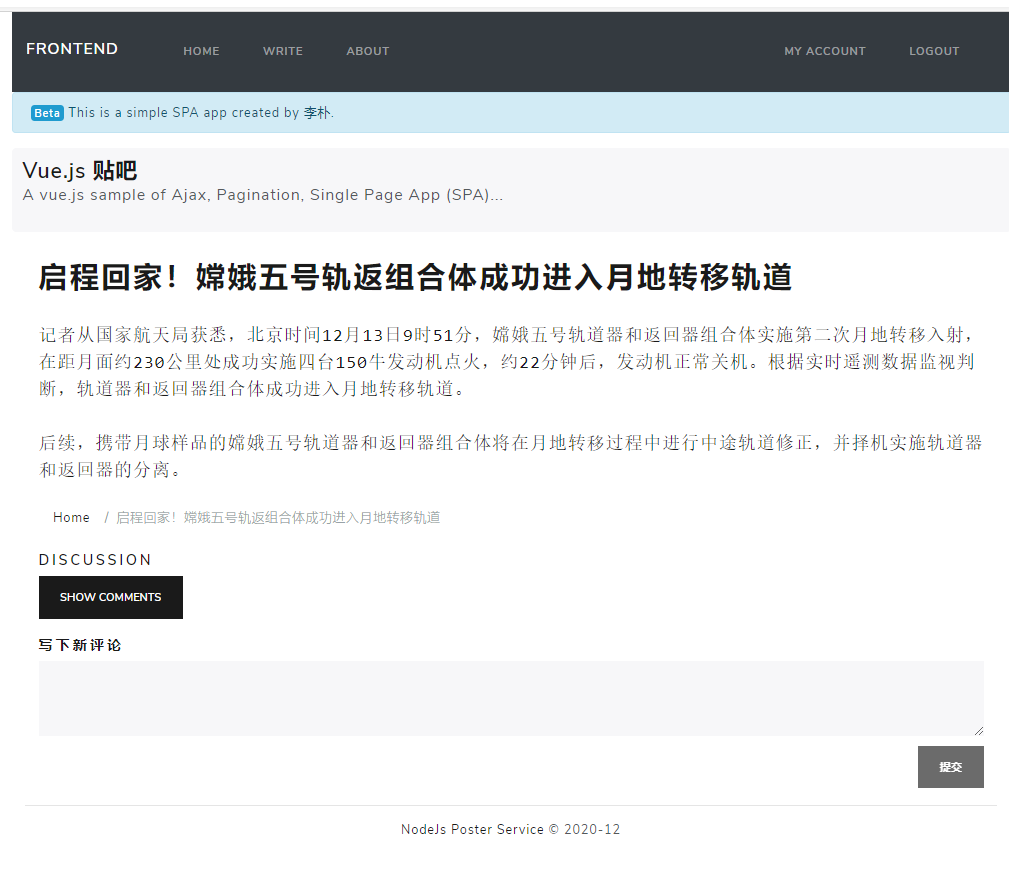 FRONTEND HOME WRITE ABOUT MY ACCOUNT LOGOUT
Beta This is a simple SPA app created by 李朴.
Vue.js 贴吧
A vue.js sample of Ajax, Pagination, Single Page App (SPA)...
启程回家！嫦娥五号轨返组合体成功进入月地转移轨道
记者从国家航天局获悉，北京时间12月13日9时51分，嫦娥五号轨道器和返回器组合体实施第二次月地转移入射，
在距月面约230公里处成功实施四台150牛发动机点火，约22分钟后，发动机正常关机。根据实时遥测数据监视判
断，轨道器和返回器组合体成功进入月地转移轨道。
后续，携带月球样品的嫦娥五号轨道器和返回器组合体将在月地转移过程中进行中途轨道修正，并择机实施轨道器
和返回器的分离。
Home / 启程回家！嫦娥五号轨返组合体成功进入月地转移轨道
DISCUSSION
SHOW COMMENTS
写下新评论
提交
NodeJs Poster Service © 2020-12